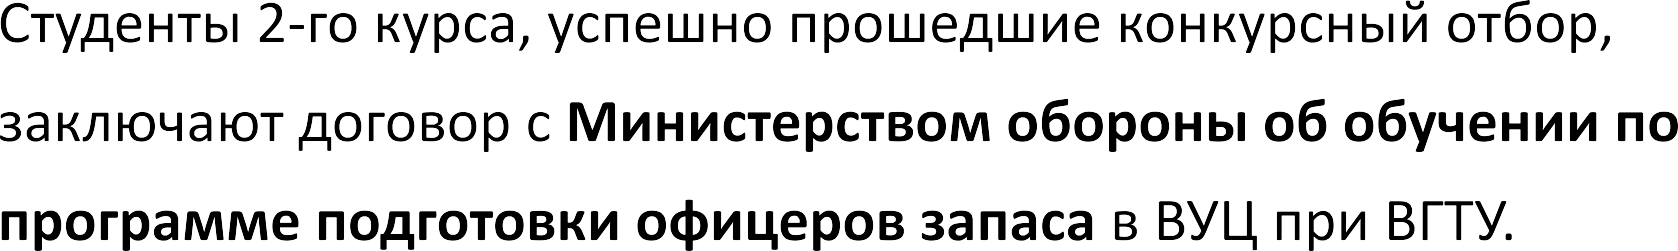 Студенты 2-го курса, успешно прошедшие конкурсный отбор,
заключают договор с Министерством обороны об обучении по
программе подготовки офицеров запаса в ВУЦ при ВГТУ.